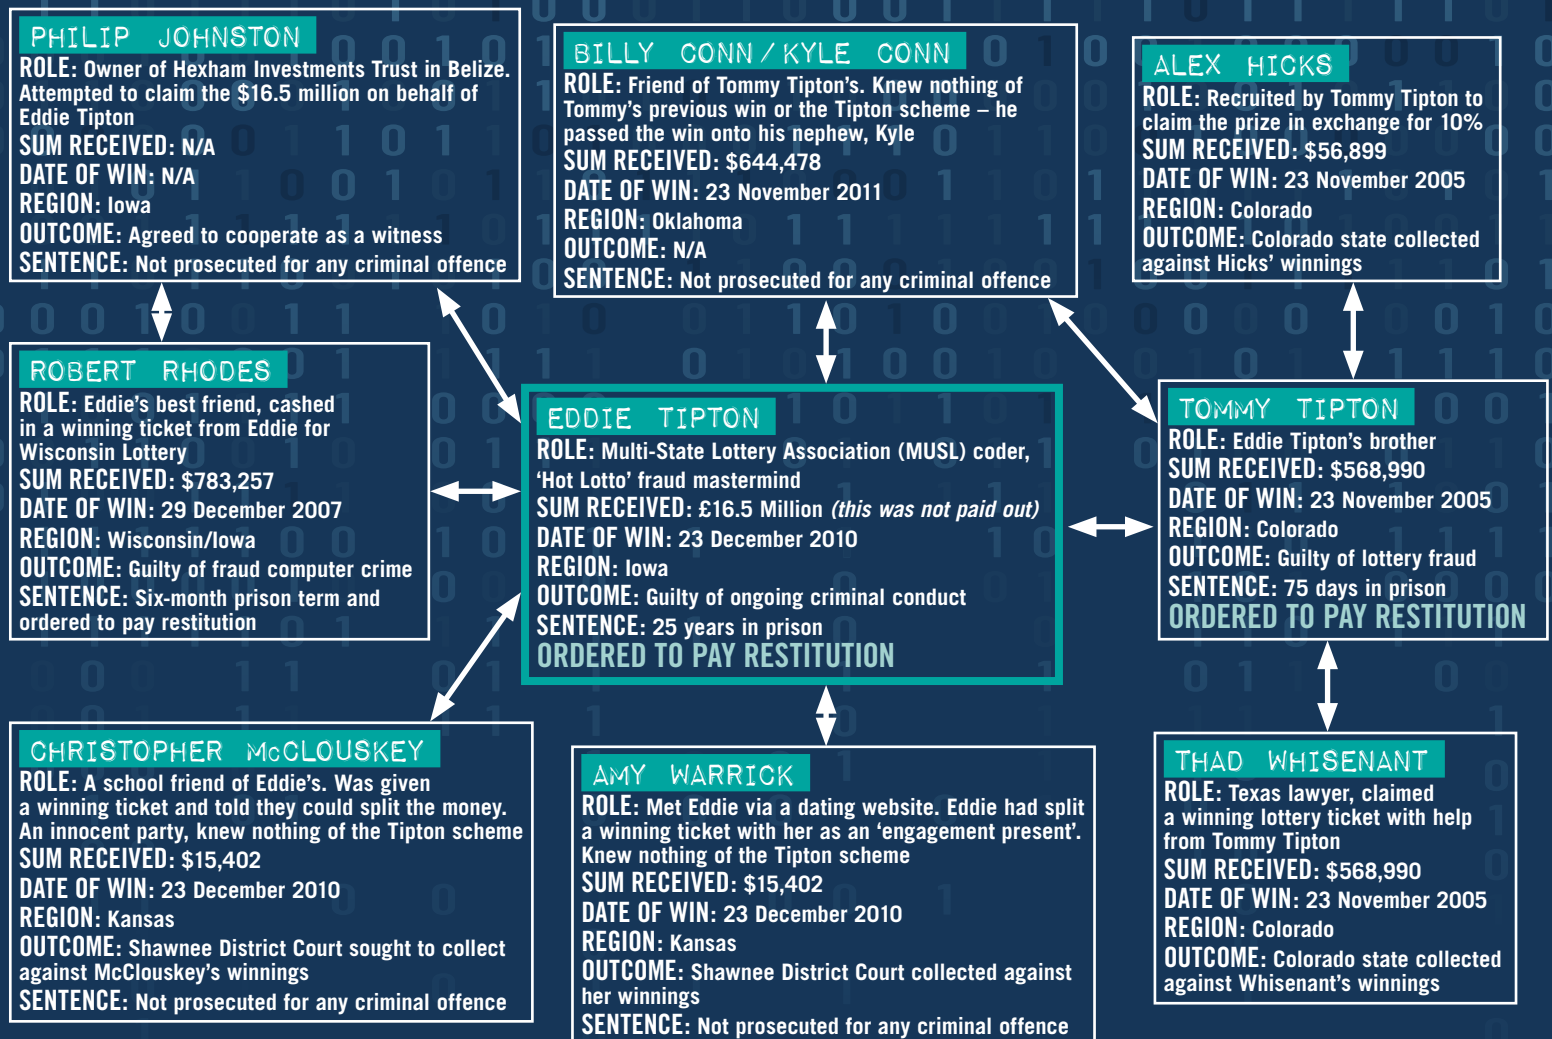 PHILIP JOHNSTON
ROLE: Owner of Hexham Investments Trust in Belize.
Attempted to claim the $16.5 million on behalf of
Eddie Tipton
SUM RECEIVED: N/A
DATE OF WIN: N/A
REGION: Iowa
OUTCOME: Agreed to cooperate as a witness
SENTENCE: Not prosecuted for any criminal offence
BILLY CONN / KYLE CONN
ROLE: Friend of Tommy Tipton's. Knew nothing of
Tommy's previous win or the Tipton scheme – he
passed the win onto his nephew, Kyle
SUM RECEIVED: $644,478
DATE OF WIN: 23 November 2011
REGION: Oklahoma
OUTCOME: N/A
SENTENCE: Not prosecuted for any criminal offence
ALEX HICKS
ROLE: Recruited by Tommy Tipton to
claim the prize in exchange for 10%
SUM RECEIVED: $56,899
DATE OF WIN: 23 November 2005
REGION: Colorado
OUTCOME: Colorado state collected
against Hicks' winnings
ROBERT RHODES
ROLE: Eddie's best friend, cashed
in a winning ticket from Eddie for
Wisconsin Lottery
SUM RECEIVED: $783,257
DATE OF WIN: 29 December 2007
REGION: Wisconsin/Iowa
OUTCOME: Guilty of fraud computer crime
SENTENCE: Six-month prison term and
ordered to pay restitution
EDDIE TIPTON
ROLE: Multi-State Lottery Association (MUSL) coder,
'Hot Lotto' fraud mastermind
SUM RECEIVED: £16.5 Million (this was not paid out)
DATE OF WIN: 23 December 2010
REGION: Iowa
OUTCOME: Guilty of ongoing criminal conduct
SENTENCE: 25 years in prison
ORDERED TO PAY RESTITUTION
TOMMY TIPTON
ROLE: Eddie Tipton's brother
SUM RECEIVED: $568,990
DATE OF WIN: 23 November 2005
REGION: Colorado
OUTCOME: Guilty of lottery fraud
SENTENCE: 75 days in prison
ORDERED TO PAY RESTITUTION
CHRISTOPHER McCLOUSKEY
ROLE: A school friend of Eddie's. Was given
a winning ticket and told they could split the money.
An innocent party, knew nothing of the Tipton scheme
SUM RECEIVED: $15,402
DATE OF WIN: 23 December 2010
REGION: Kansas
OUTCOME: Shawnee District Court sought to collect
against McClouskey's winnings
SENTENCE: Not prosecuted for any criminal offence
AMY WARRICK
ROLE: Met Eddie via a dating website. Eddie had split
a winning ticket with her as an 'engagement present'.
Knew nothing of the Tipton scheme
SUM RECEIVED: $15,402
DATE OF WIN: 23 December 2010
REGION: Kansas
OUTCOME: Shawnee District Court collected against
her winnings
SENTENCE: Not prosecuted for any criminal offence
THAD WHISENANT
ROLE: Texas lawyer, claimed
a winning lottery ticket with help
from Tommy Tipton
SUM RECEIVED: $568,990
DATE OF WIN: 23 November 2005
REGION: Colorado
OUTCOME: Colorado state collected
against Whisenant's winnings